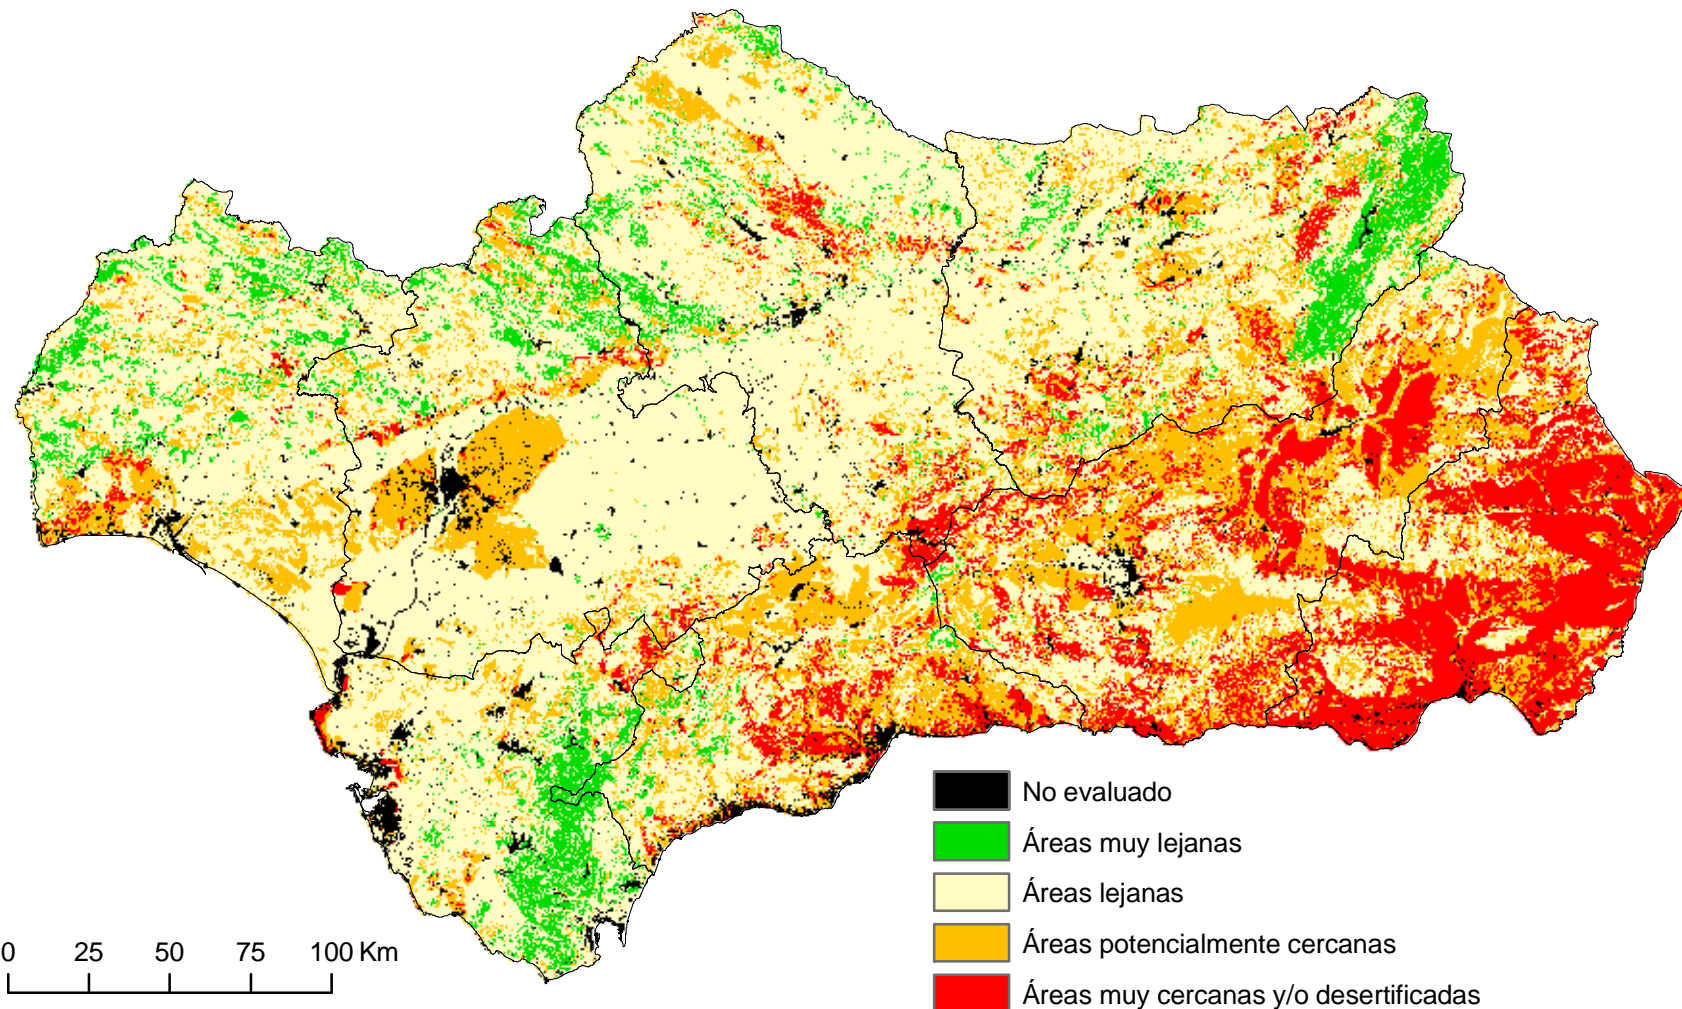 No evaluado
Áreas muy lejanas
Áreas lejanas
Áreas potencialmente cercanas
Áreas muy cercanas y/o desertificadas
0 25 50 75 100 Km